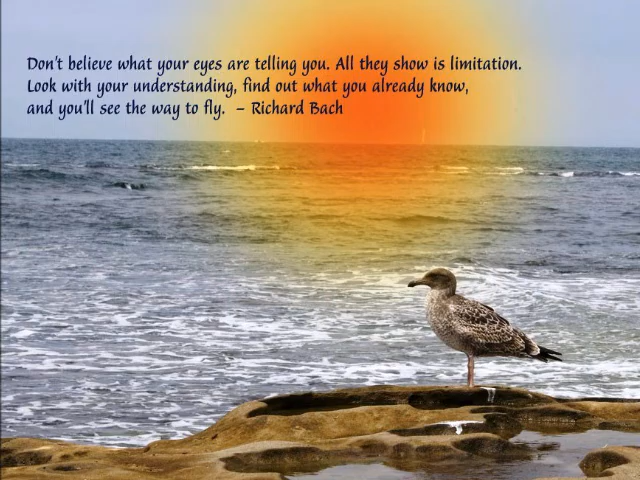 Don't believe what your eyes are telling you. All they show is limitation.
Look with your understanding, find out what you already know,
and you'll see the way to fly. – Richard Bach